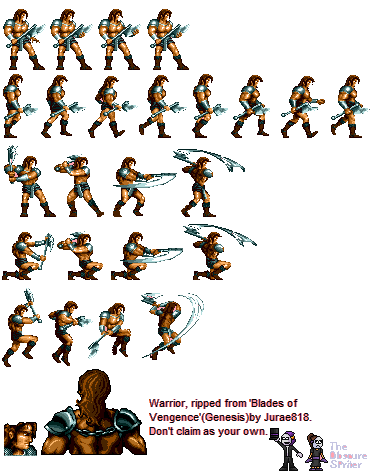 Warrior, ripped from 'Blades of
Vengence'(Genesis)by Jurae818.
Don't claim as your own.
The
Obscure
Spriter